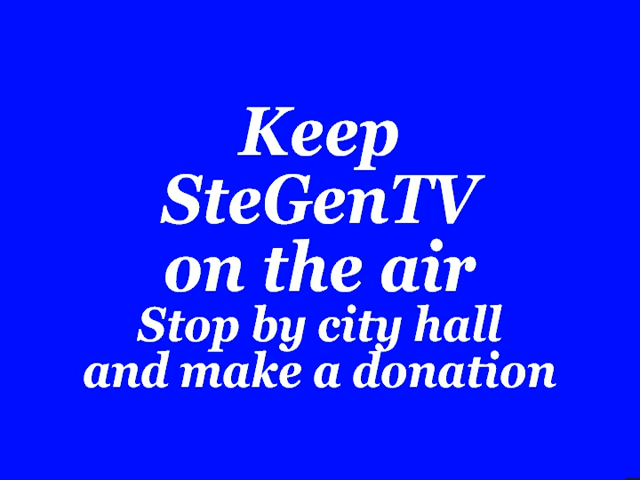 Keep
SteGenTV
on the air
Stop by city hall
and make a donation